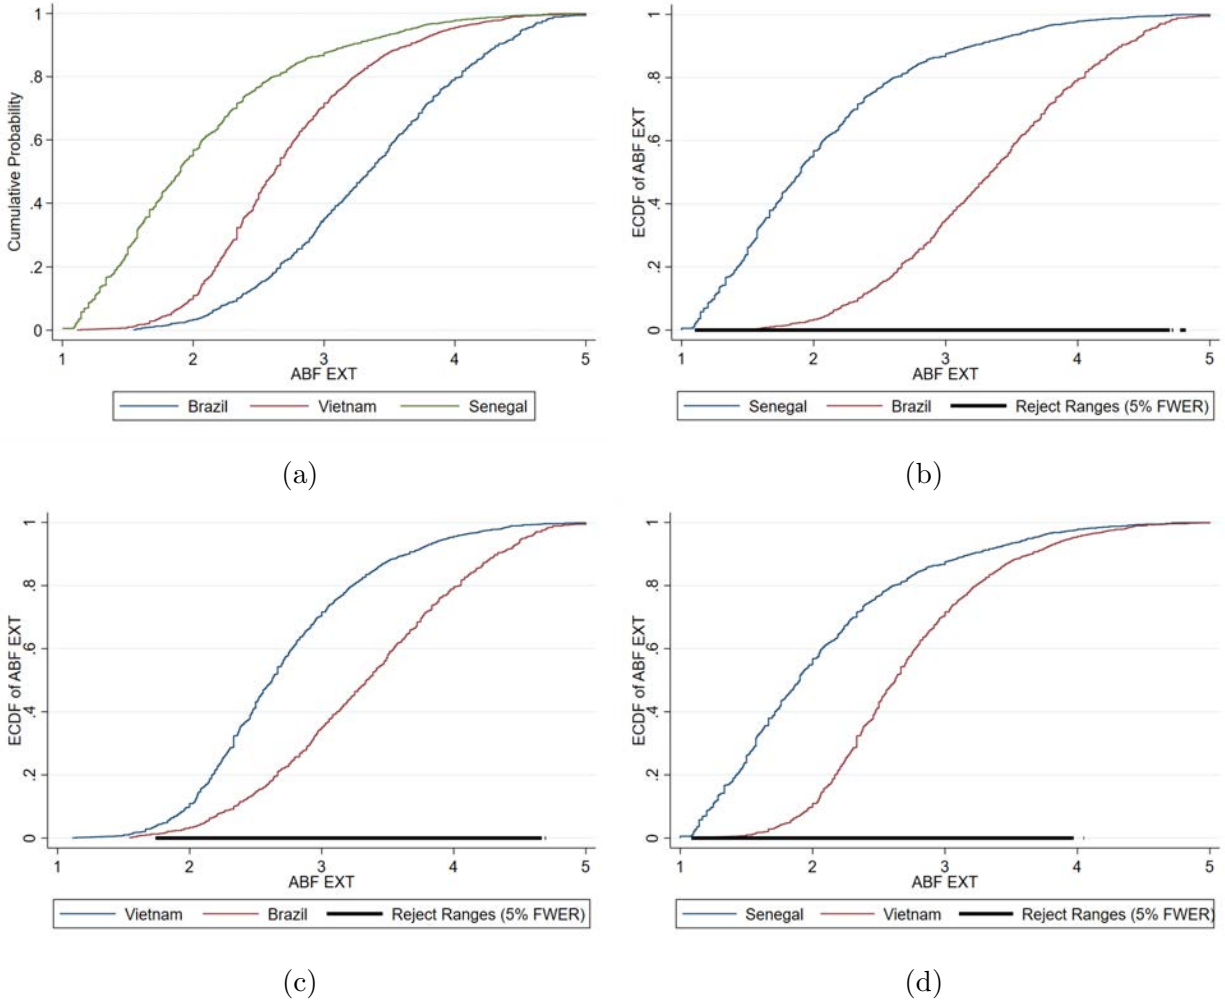 Cumulative Probability
0 .2 .4 .6 .8 1
1 2 3 4 5
ABF EXT
Brazil Vietnam Senegal
(a)
ECDF of ABF EXT
0 .2 .4 .6 .8 1
1 2 3 4 5
ABF EXT
Senegal Brazil Reject Ranges (5% FWER)
(b)
ECDF of ABF EXT
0 .2 .4 .6 .8 1
1 2 3 4 5
ABF EXT
Vietnam Brazil Reject Ranges (5% FWER)
(c)
ECDF of ABF EXT
0 .2 .4 .6 .8 1
1 2 3 4 5
ABF EXT
Senegal Vietnam Reject Ranges (5% FWER)
(d)